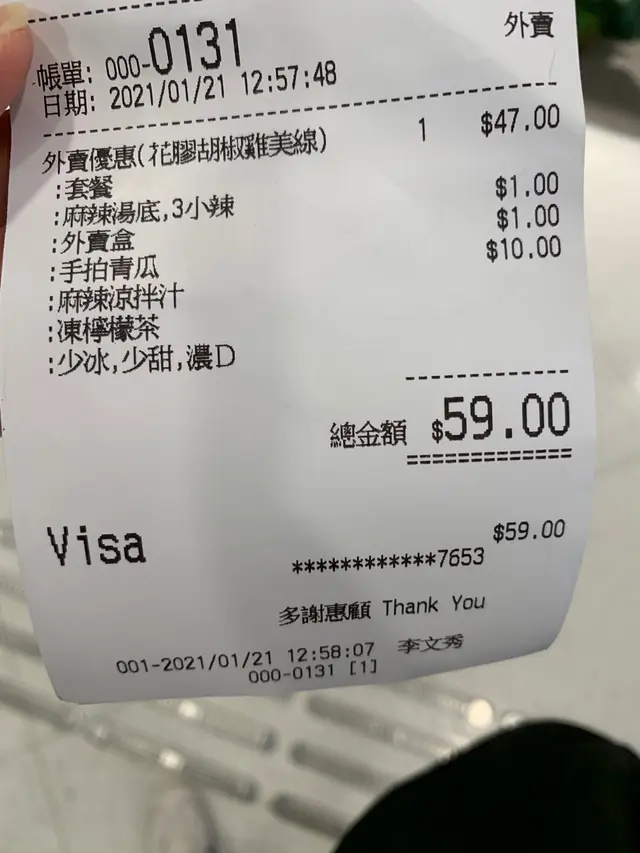 外賣
帳單: 000-0131
日期: 2021/01/21 12:57:48
外賣優惠(花膠胡椒雞美線) 1 $47.00
:套餐
:麻辣湯底,3小辣 $1.00
:外賣盒 $1.00
:手拍青瓜 $10.00
:麻辣涼拌汁
:凍檸檬茶
:少冰,少甜,濃D
總金額 $59.00
Visa $59.00
************7653
多謝惠顧 Thank You
001-2021/01/21 12:58:07 李文秀
000-0131 [1]